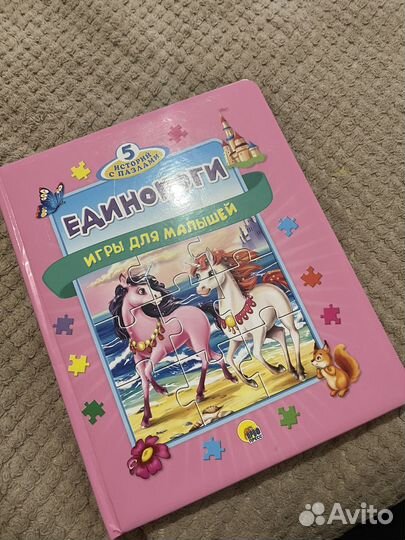 5
ИСТОРИЙ
С ПАЗЛАМИ
ЕДИНОРОГИ
ИГРЫ ДЛЯ МАЛЫШЕЙ
Avito